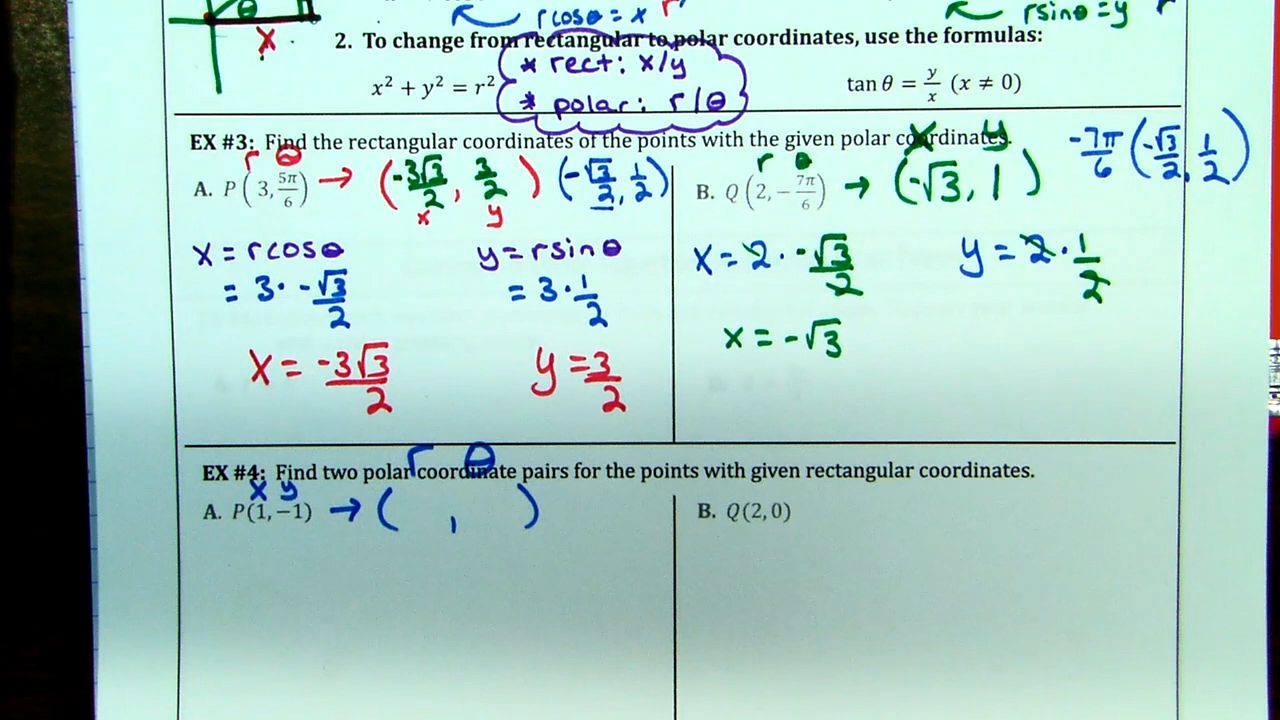 θ
x
rcosθ = x r
rsinθ = y r
2. To change from rectangular to polar coordinates, use the formulas:
x² + y² = r²
* rect: x/y
* polar: r/θ
tan θ = y/x (x ≠ 0)
EX #3: Find the rectangular coordinates of the points with the given polar coordinates.
r θ
A. P(3, 5π/6) → (-3√3/2, 3/2) (-√3/2, 1/2)
x y
x = rcosθ
= 3 · -√3/2
x = -3√3/2
y = rsinθ
= 3 · 1/2
y = 3/2
r θ x y
B. Q(2, -7π/6) → (-√3, 1)
-7π/6 (-√3/2, 1/2)
x = 2 · -√3/2
x = -√3
y = 2 · 1/2
EX #4: Find two polar coordinate pairs for the points with given rectangular coordinates.
x y r θ
A. P(1, −1) → ( , )
B. Q(2, 0)